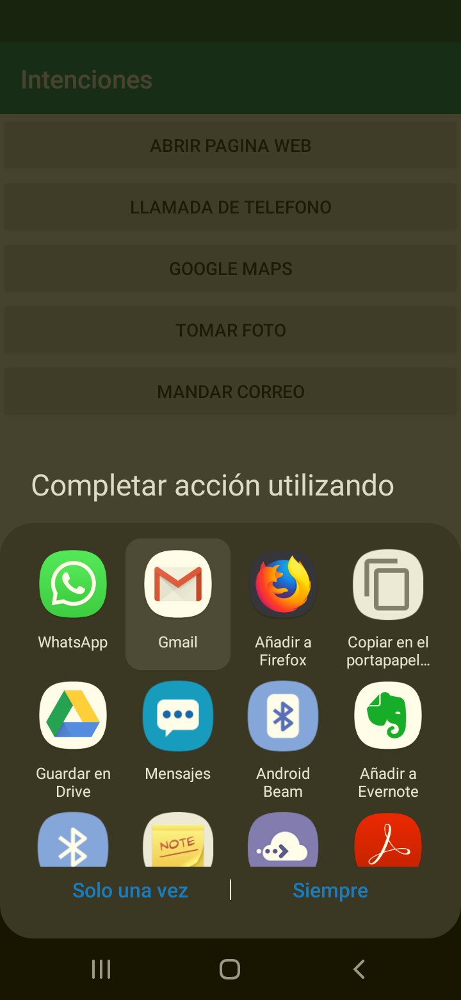 Intenciones
ABRIR PAGINA WEB
LLAMADA DE TELEFONO
GOOGLE MAPS
TOMAR FOTO
MANDAR CORREO
Completar acción utilizando
WhatsApp
Gmail
Añadir a
Firefox
Copiar en el
portapapel...
Guardar en
Drive
Mensajes
Android
Beam
Añadir a
Evernote
NOTE
Solo una vez
Siempre